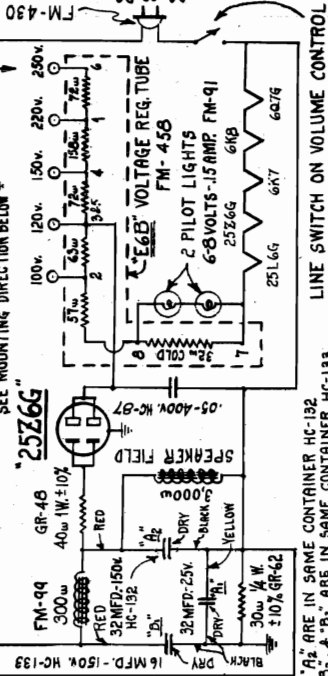 FM-430
SEE MOUNTING DIRECTION BELOW
100v. 120v. 150v. 220v. 250v.
57ω 63ω 72ω 158ω 72ω
2 3&5 4 1 6
"E6B" VOLTAGE REG. TUBE
FM-458
"25Z6G"
8
2 PILOT LIGHTS
6-8 VOLTS-.15 AMP. FM-91
32ω COLD
7
25L6G 25Z6G 6K7 6K8 6Q7G
LINE SWITCH ON VOLUME CONTROL
.05-400v. HC-87
GR-48
40ω 1W. ±10%
FM-99
300ω
RED
RED
SPEAKER FIELD
3,000ω
32 MFD.-150v.
HC-132
"A2"
DRY
BLACK
YELLOW
16 MFD.-150v. HC-133
"B1"
DRY
BLACK
32 MFD.-25v.
DRY
"A1"
30ω 1/4 W.
±10% GR-62
"A2" ARE IN SAME CONTAINER HC-132
& "B2" ARE IN SAME CONTAINER HC-133